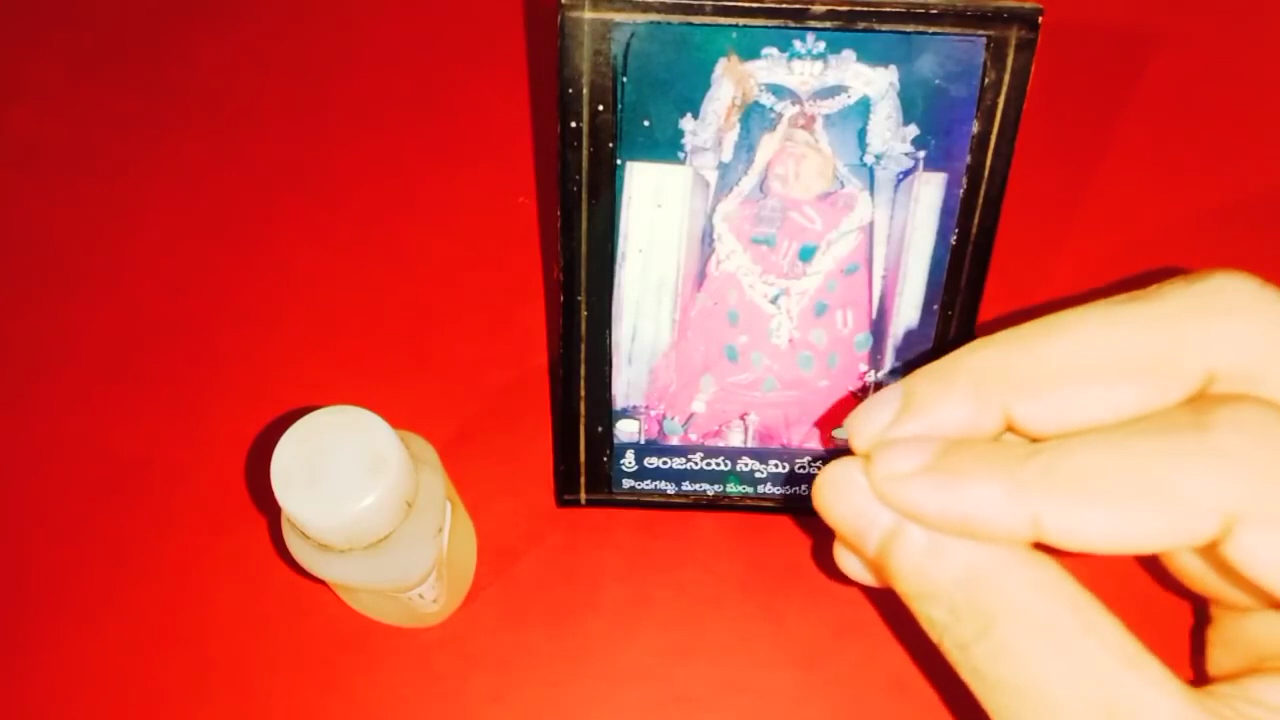 శ్రీ ఆంజనేయ స్వామి దేవ
కొండగట్టు, మల్యాల మం॥ కరీంనగర్